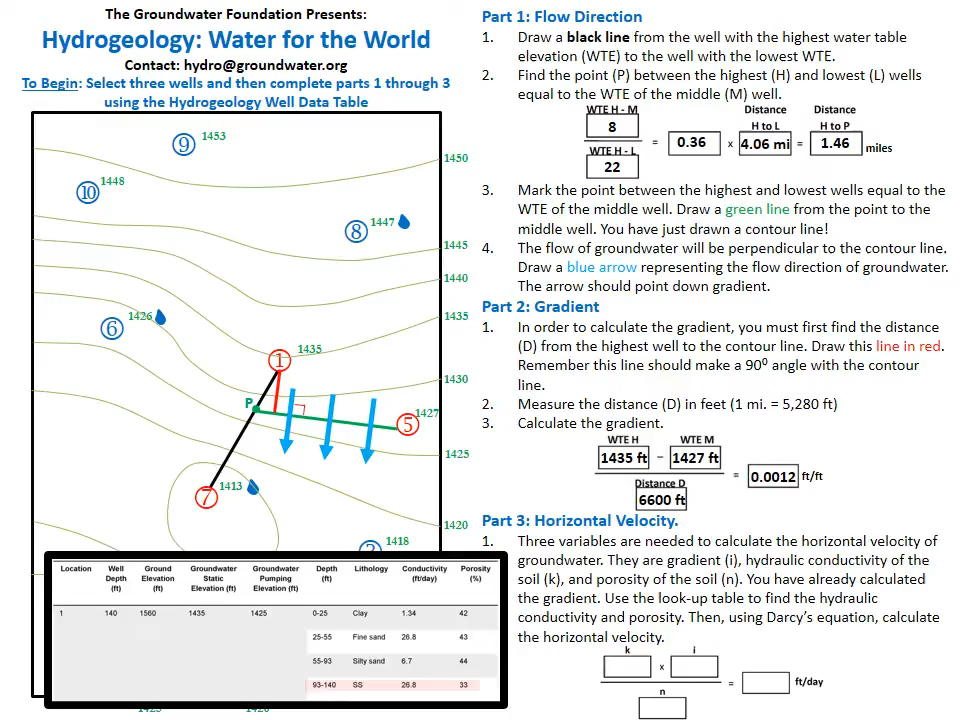 The Groundwater Foundation Presents:
Hydrogeology: Water for the World
Contact: hydro@groundwater.org
To Begin: Select three wells and then complete parts 1 through 3
using the Hydrogeology Well Data Table
9 1453
1450
10 1448
8 1447
1445
1440
1435
6 1426
1 1435
1430
P
5 1427
1425
7 1413
1420
1418
Location Well Depth (ft) Ground Elevation (ft) Groundwater Static Elevation (ft) Groundwater Pumping Elevation (ft) Depth (ft) Lithology Conductivity (ft/day) Porosity (%)
1 140 1560 1435 1425 0-25 Clay 1.34 42
25-55 Fine sand 26.8 43
55-93 Silty sand 6.7 44
93-140 SS 26.8 33
Part 1: Flow Direction
1. Draw a black line from the well with the highest water table
elevation (WTE) to the well with the lowest WTE.
2. Find the point (P) between the highest (H) and lowest (L) wells
equal to the WTE of the middle (M) well.
WTE H - M Distance Distance
8 H to L H to P
= 0.36 x 4.06 mi = 1.46 miles
WTE H - L
22
3. Mark the point between the highest and lowest wells equal to the
WTE of the middle well. Draw a green line from the point to the
middle well. You have just drawn a contour line!
4. The flow of groundwater will be perpendicular to the contour line.
Draw a blue arrow representing the flow direction of groundwater.
The arrow should point down gradient.
Part 2: Gradient
1. In order to calculate the gradient, you must first find the distance
(D) from the highest well to the contour line. Draw this line in red.
Remember this line should make a 90⁰ angle with the contour
line.
2. Measure the distance (D) in feet (1 mi. = 5,280 ft)
3. Calculate the gradient.
WTE H WTE M
1435 ft - 1427 ft
= 0.0012 ft/ft
Distance D
6600 ft
Part 3: Horizontal Velocity.
1. Three variables are needed to calculate the horizontal velocity of
groundwater. They are gradient (i), hydraulic conductivity of the
soil (k), and porosity of the soil (n). You have already calculated
the gradient. Use the look-up table to find the hydraulic
conductivity and porosity. Then, using Darcy's equation, calculate
the horizontal velocity.
k i
x
= ft/day
n